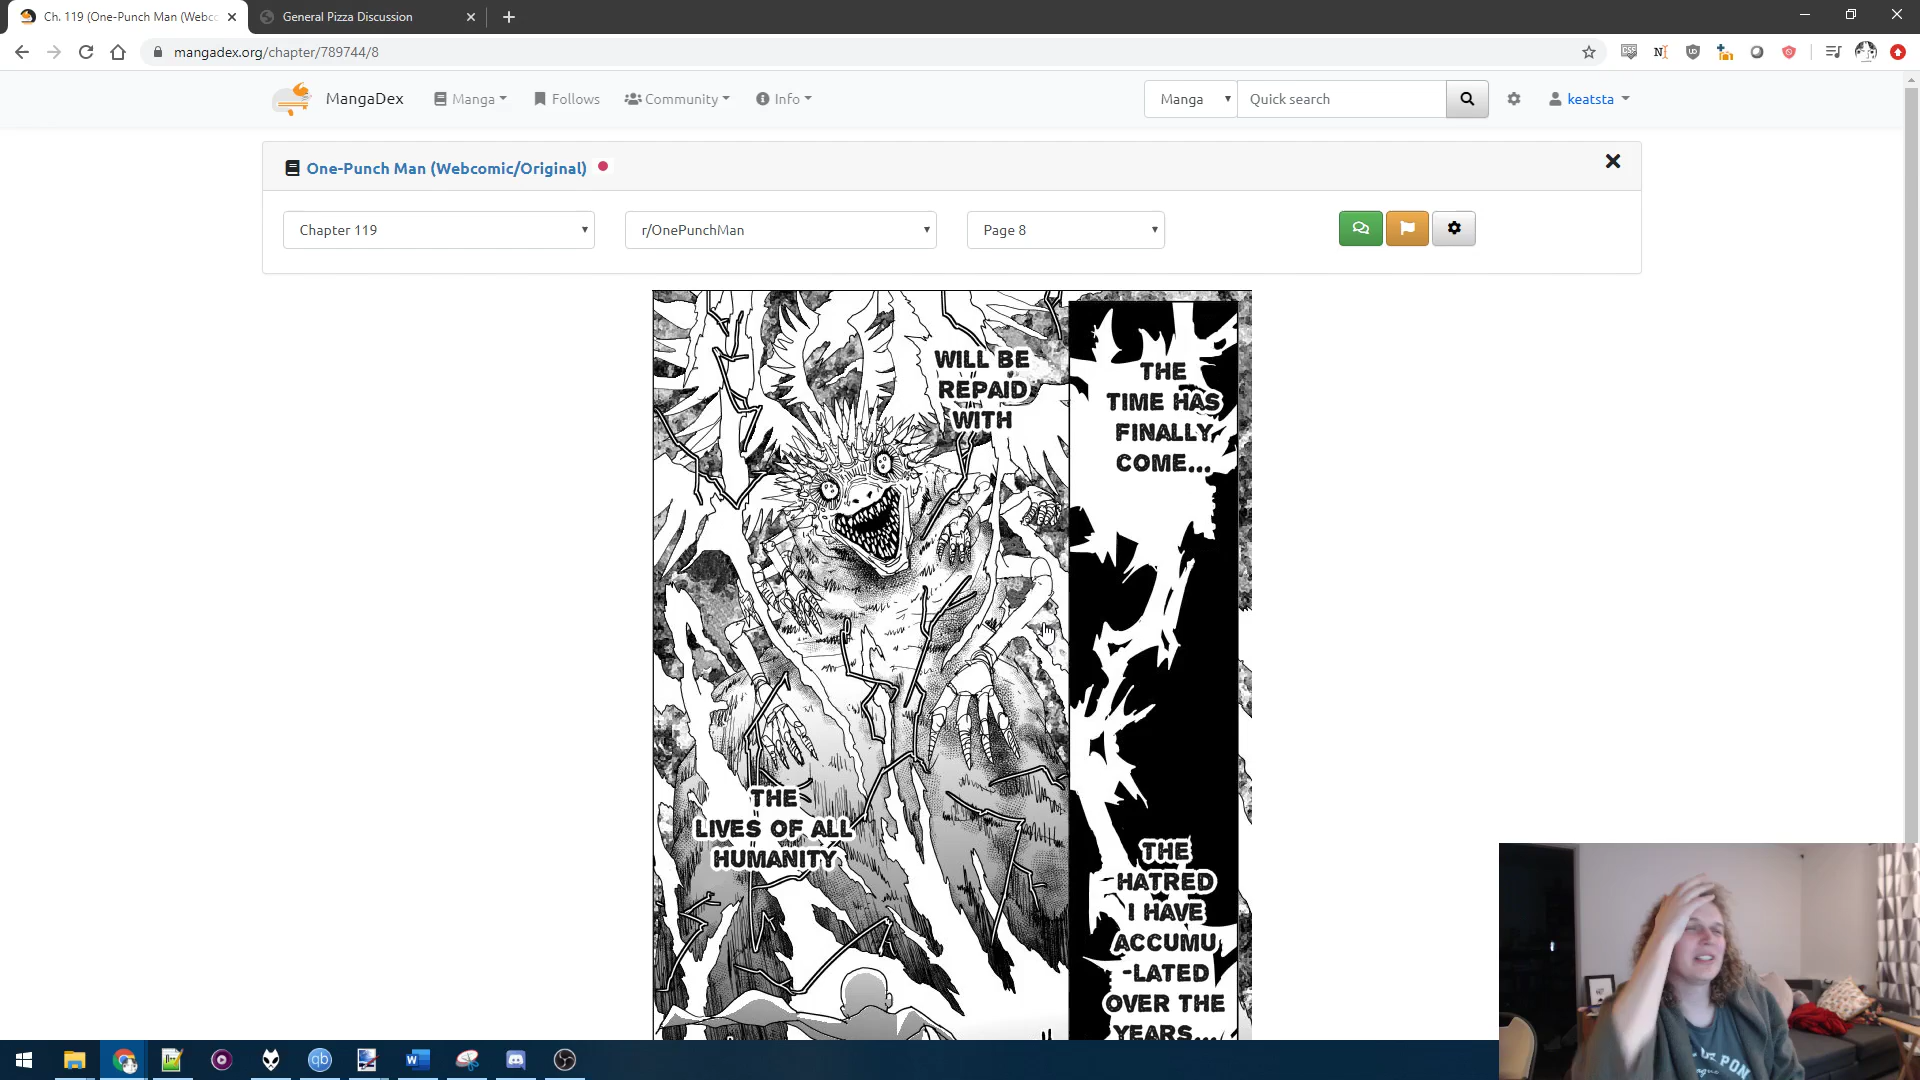 Ch. 119 (One-Punch Man (Webco
General Pizza Discussion
mangadex.org/chapter/789744/8
MangaDex
Manga
Follows
Community
Info
Manga
Quick search
keatsta
One-Punch Man (Webcomic/Original)
Chapter 119
r/OnePunchMan
Page 8
THE
TIME HAS
FINALLY
COME...
THE
HATRED
I HAVE
ACCUMU
-LATED
OVER THE
YEARS...
WILL BE
REPAID
WITH
THE
LIVES OF ALL
HUMANITY